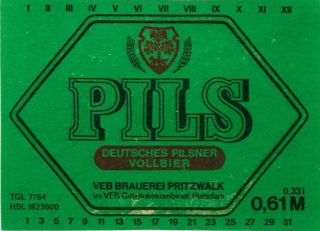 I II III IV V VI VII VIII IX X XI XII
PILS
DEUTSCHES PILSNER
VOLLBIER
VEB BRAUEREI PRITZWALK
im VEB Getränkekombinat Potsdam
TGL 7764
HSL 1823600
0,33 l
0,61 M
1 3 5 7 9 11 13 15 17 19 21 23 25 27 29 31